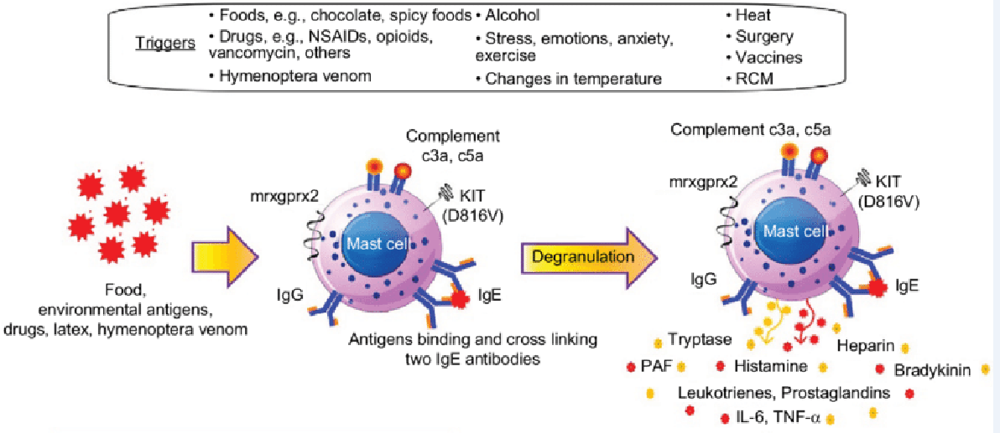 Triggers
• Foods, e.g., chocolate, spicy foods
• Drugs, e.g., NSAIDs, opioids,
vancomycin, others
• Hymenoptera venom
• Alcohol
• Stress, emotions, anxiety,
exercise
• Changes in temperature
• Heat
• Surgery
• Vaccines
• RCM
Food,
environmental antigens,
drugs, latex, hymenoptera venom
Complement
c3a, c5a
mrxgprx2
KIT
(D816V)
Mast cell
IgG
IgE
Antigens binding and cross linking
two IgE antibodies
Degranulation
Complement c3a, c5a
mrxgprx2
KIT
(D816V)
Mast cell
IgG
IgE
Tryptase
Heparin
PAF
Histamine
Bradykinin
Leukotrienes, Prostaglandins
IL-6, TNF-α